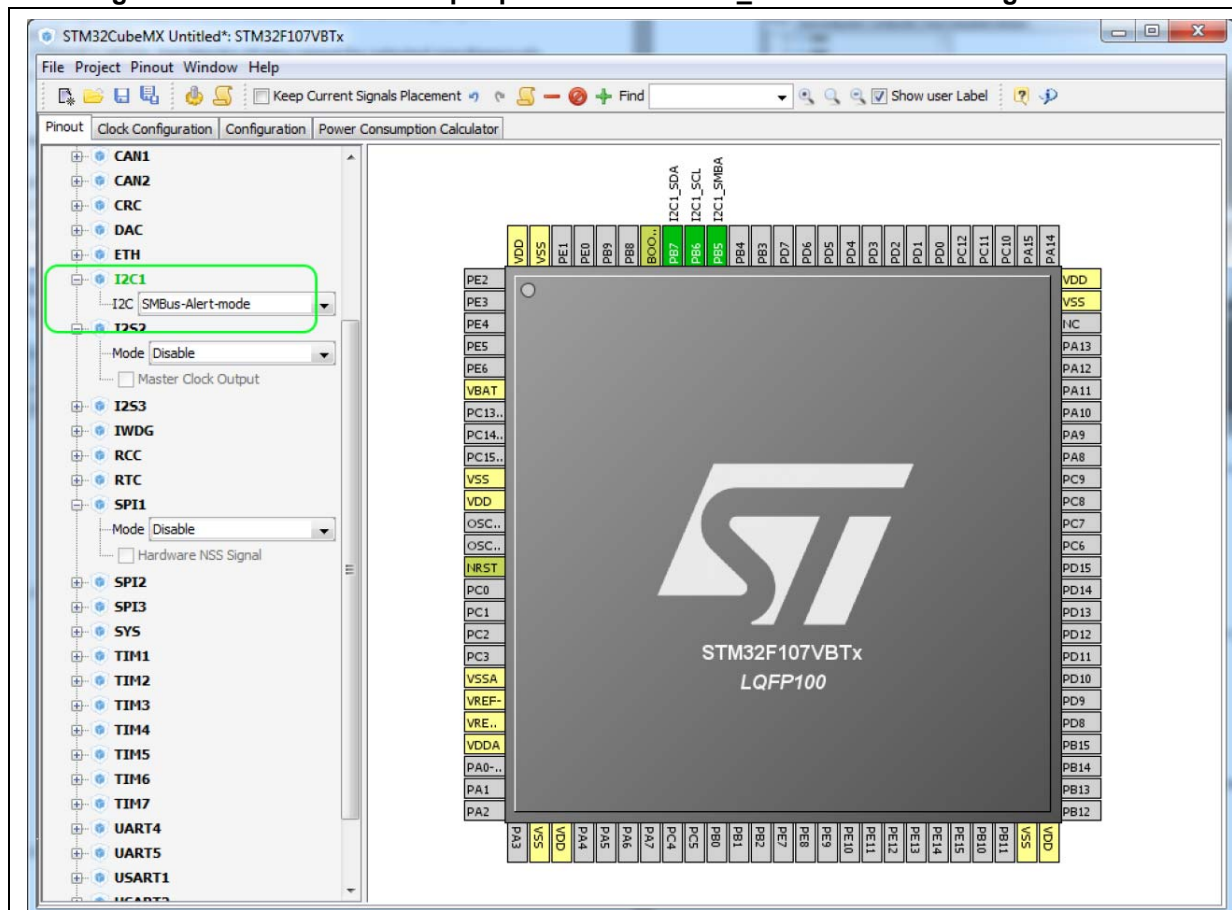 STM32CubeMX Untitled*: STM32F107VBTx
File Project Pinout Window Help
Keep Current Signals Placement Find Show user Label
Pinout Clock Configuration Configuration Power Consumption Calculator
CAN1
CAN2
CRC
DAC
ETH
I2C1
I2C SMBus-Alert-mode
I2S2
Mode Disable
Master Clock Output
I2S3
IWDG
RCC
RTC
SPI1
Mode Disable
Hardware NSS Signal
SPI2
SPI3
SYS
TIM1
TIM2
TIM3
TIM4
TIM5
TIM6
TIM7
UART4
UART5
USART1
I2C1_SDA I2C1_SCL I2C1_SMBA
VDD VSS PE1 PE0 PB9 PB8 BOO.. PB7 PB6 PB5 PB4 PB3 PD7 PD6 PD5 PD4 PD3 PD2 PD1 PD0 PC12 PC11 PC10 PA15 PA14
PE2
PE3
PE4
PE5
PE6
VBAT
PC13..
PC14..
PC15..
VSS
VDD
OSC..
OSC..
NRST
PC0
PC1
PC2
PC3
VSSA
VREF-
VRE..
VDDA
PA0-..
PA1
PA2
ST
STM32F107VBTx
LQFP100
VDD
VSS
NC
PA13
PA12
PA11
PA10
PA9
PA8
PC9
PC8
PC7
PC6
PD15
PD14
PD13
PD12
PD11
PD10
PD9
PD8
PB15
PB14
PB13
PB12
PA3 VSS VDD PA4 PA5 PA6 PA7 PC4 PC5 PB0 PB1 PB2 PE7 PE8 PE9 PE10 PE11 PE12 PE13 PE14 PE15 PB10 PB11 VSS VDD